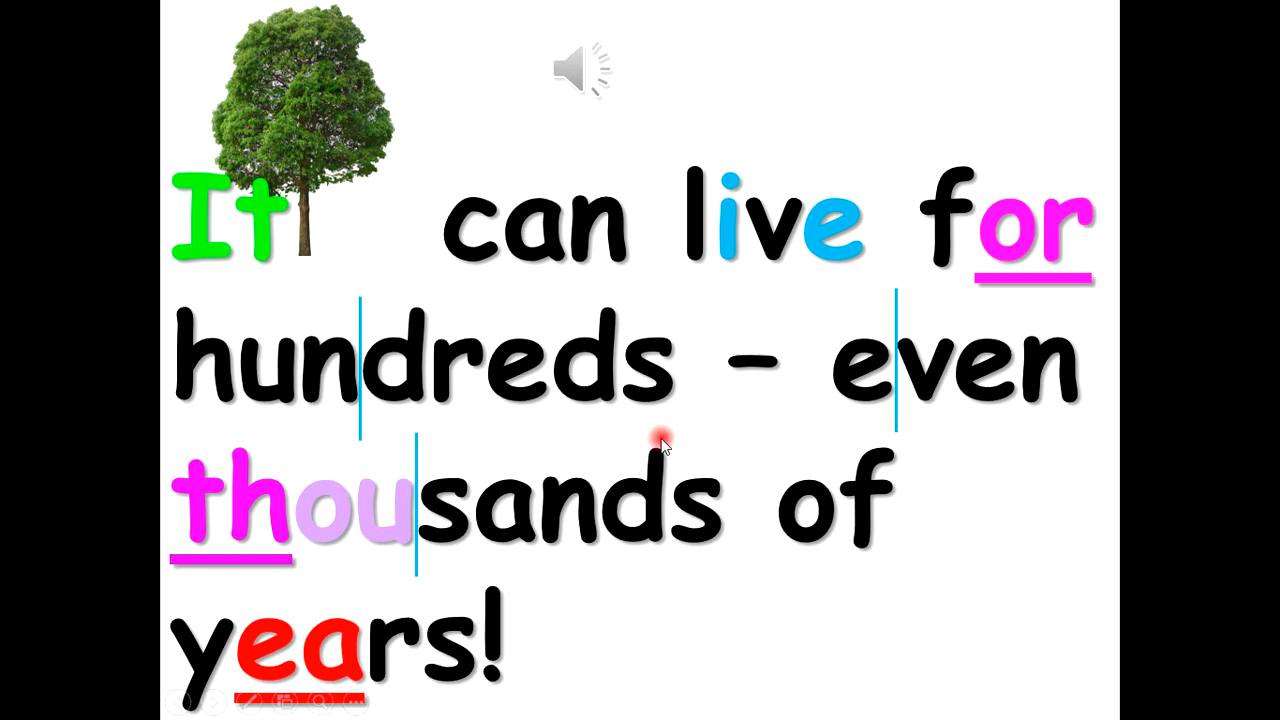 It can live for
hundreds – even
thousands of
years!